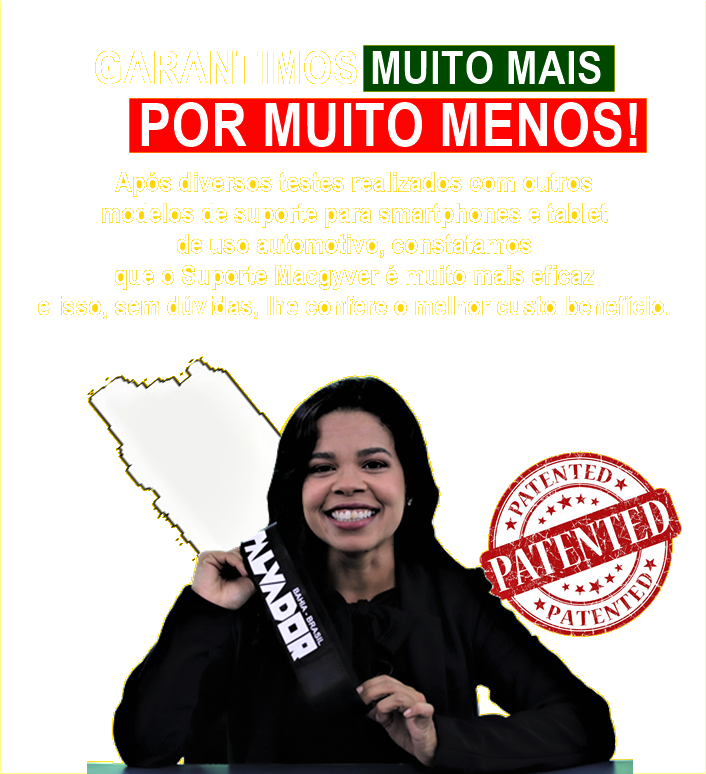 GARANTIMOS MUITO MAIS
POR MUITO MENOS!
Após diversos testes realizados com outros
modelos de suporte para smartphones e tablet
de uso automotivo, constatamos
que o Suporte Macgyver é muito mais eficaz
e isso, sem dúvidas, lhe confere o melhor custo benefício.
PATENTED
PATENTED
PATENTED
SALVADOR
BAHIA - BRASIL